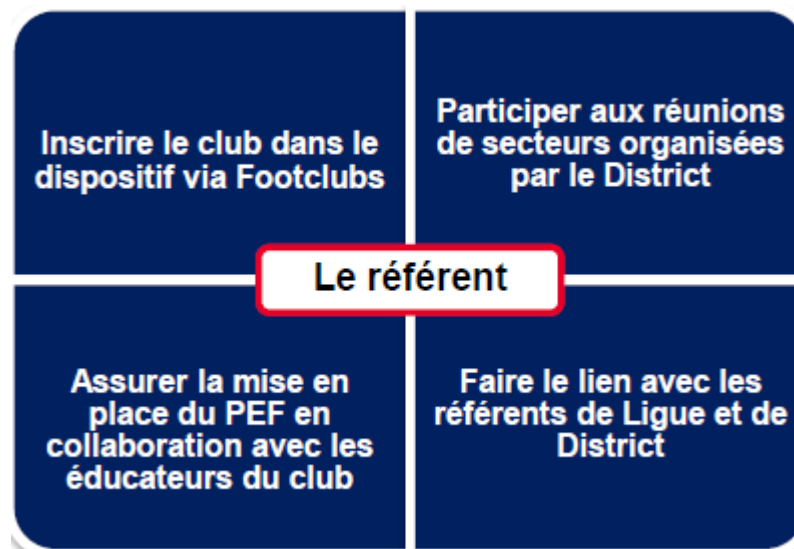 Inscrire le club dans le
dispositif via Footclubs
Participer aux réunions
de secteurs organisées
par le District
Le référent
Assurer la mise en
place du PEF en
collaboration avec les
éducateurs du club
Faire le lien avec les
référents de Ligue et de
District